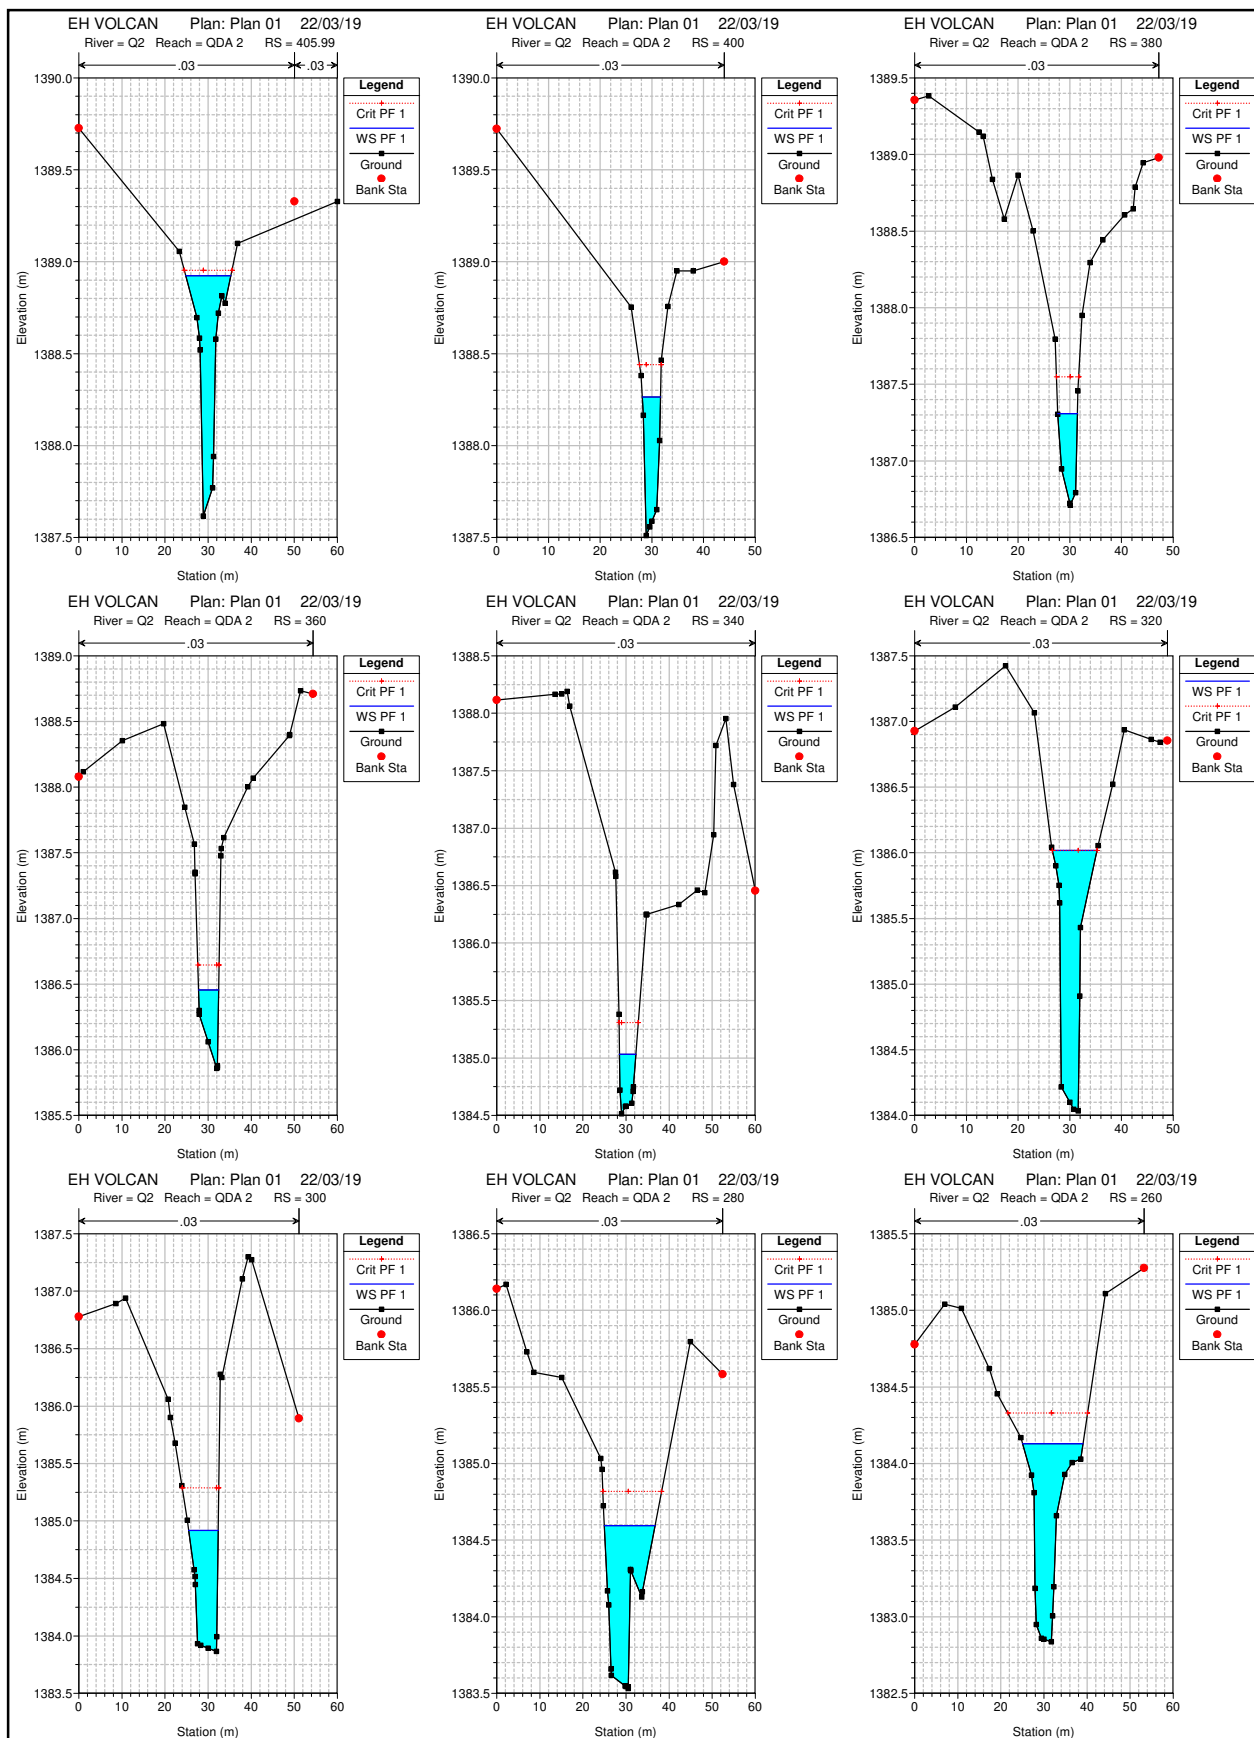 EH VOLCAN Plan: Plan 01 22/03/19
River = Q2 Reach = QDA 2 RS = 405.99
.03 .03
Legend
Crit PF 1
WS PF 1
Ground
Bank Sta
Elevation (m)
1390.0
1389.5
1389.0
1388.5
1388.0
1387.5
0 10 20 30 40 50 60
Station (m)
EH VOLCAN Plan: Plan 01 22/03/19
River = Q2 Reach = QDA 2 RS = 400
.03
Legend
Crit PF 1
WS PF 1
Ground
Bank Sta
Elevation (m)
1390.0
1389.5
1389.0
1388.5
1388.0
1387.5
0 10 20 30 40 50
Station (m)
EH VOLCAN Plan: Plan 01 22/03/19
River = Q2 Reach = QDA 2 RS = 380
.03
Legend
Crit PF 1
WS PF 1
Ground
Bank Sta
Elevation (m)
1389.5
1389.0
1388.5
1388.0
1387.5
1387.0
1386.5
0 10 20 30 40 50
Station (m)
EH VOLCAN Plan: Plan 01 22/03/19
River = Q2 Reach = QDA 2 RS = 360
.03
Legend
Crit PF 1
WS PF 1
Ground
Bank Sta
Elevation (m)
1389.0
1388.5
1388.0
1387.5
1387.0
1386.5
1386.0
1385.5
0 10 20 30 40 50 60
Station (m)
EH VOLCAN Plan: Plan 01 22/03/19
River = Q2 Reach = QDA 2 RS = 340
.03
Legend
Crit PF 1
WS PF 1
Ground
Bank Sta
Elevation (m)
1388.5
1388.0
1387.5
1387.0
1386.5
1386.0
1385.5
1385.0
1384.5
0 10 20 30 40 50 60
Station (m)
EH VOLCAN Plan: Plan 01 22/03/19
River = Q2 Reach = QDA 2 RS = 320
.03
Legend
WS PF 1
Crit PF 1
Ground
Bank Sta
Elevation (m)
1387.5
1387.0
1386.5
1386.0
1385.5
1385.0
1384.5
1384.0
0 10 20 30 40 50
Station (m)
EH VOLCAN Plan: Plan 01 22/03/19
River = Q2 Reach = QDA 2 RS = 300
.03
Legend
Crit PF 1
WS PF 1
Ground
Bank Sta
Elevation (m)
1387.5
1387.0
1386.5
1386.0
1385.5
1385.0
1384.5
1384.0
1383.5
0 10 20 30 40 50 60
Station (m)
EH VOLCAN Plan: Plan 01 22/03/19
River = Q2 Reach = QDA 2 RS = 280
.03
Legend
Crit PF 1
WS PF 1
Ground
Bank Sta
Elevation (m)
1386.5
1386.0
1385.5
1385.0
1384.5
1384.0
1383.5
0 10 20 30 40 50 60
Station (m)
EH VOLCAN Plan: Plan 01 22/03/19
River = Q2 Reach = QDA 2 RS = 260
.03
Legend
Crit PF 1
WS PF 1
Ground
Bank Sta
Elevation (m)
1385.5
1385.0
1384.5
1384.0
1383.5
1383.0
1382.5
0 10 20 30 40 50 60
Station (m)